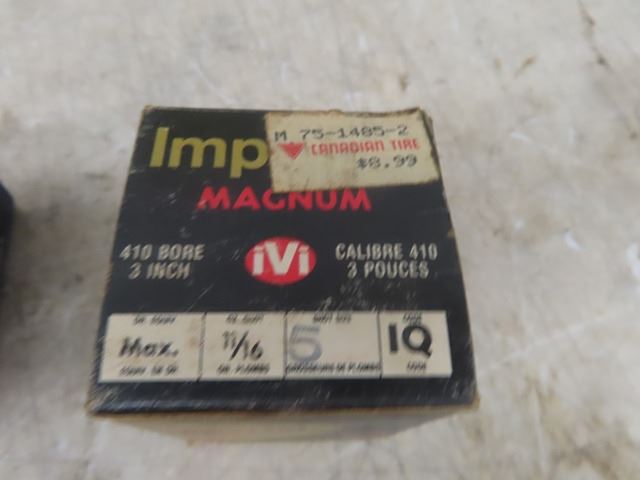 M 75-1485-2
CANADIAN TIRE
$8.99
Imp
MAGNUM
410 BORE
3 INCH
iVi
CALIBRE 410
3 POUCES
Max.
11/16
5
IQ
CODE